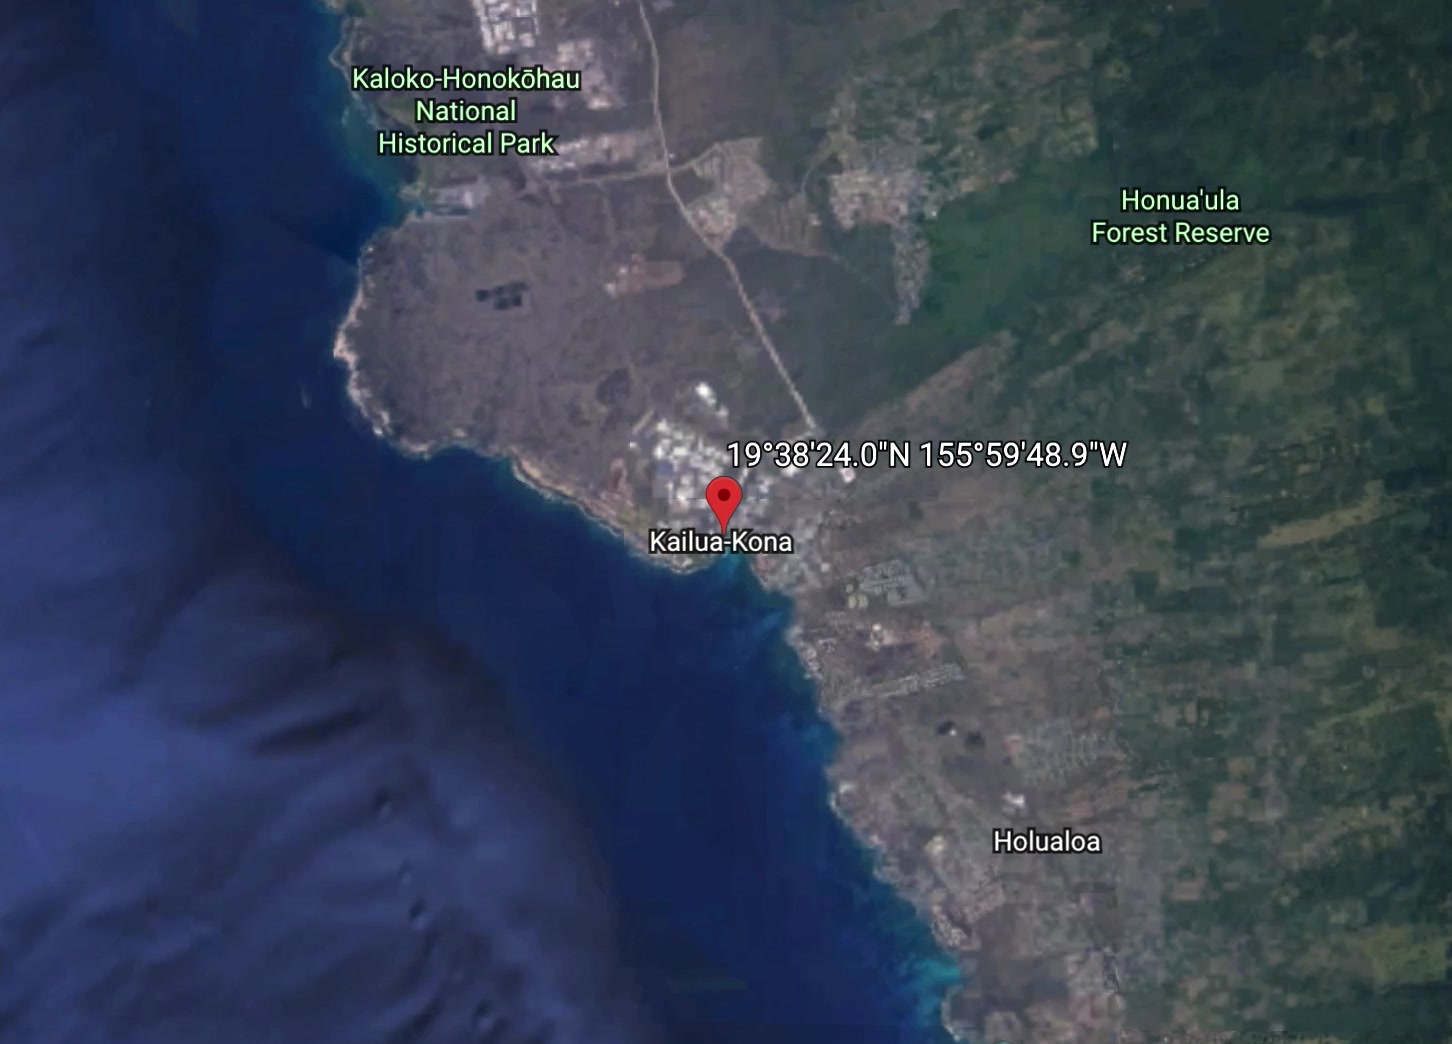 Kaloko-Honokōhau
National
Historical Park
Honua'ula
Forest Reserve
19°38'24.0"N 155°59'48.9"W
Kailua-Kona
Holualoa